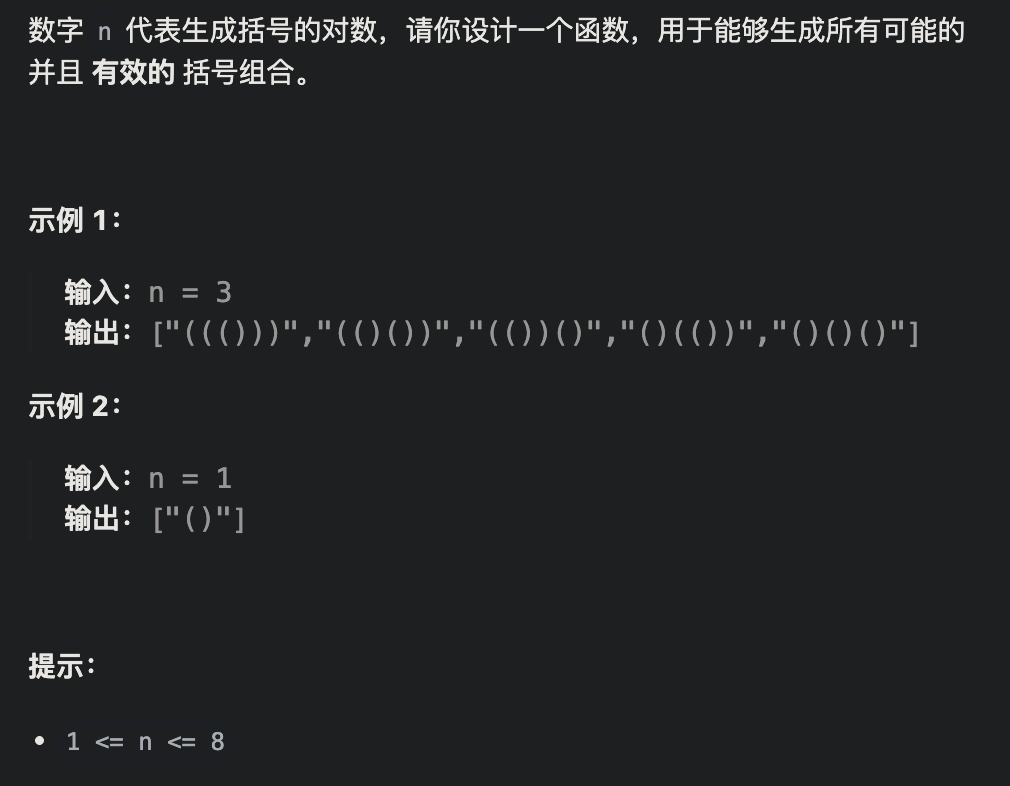 数字 n 代表生成括号的对数，请你设计一个函数，用于能够生成所有可能的
并且 有效的 括号组合。
示例 1：
输入：n = 3
输出：["((()))","(()())","(())()","()(())","()()()"]
示例 2：
输入：n = 1
输出：["()"]
提示：
• 1 <= n <= 8